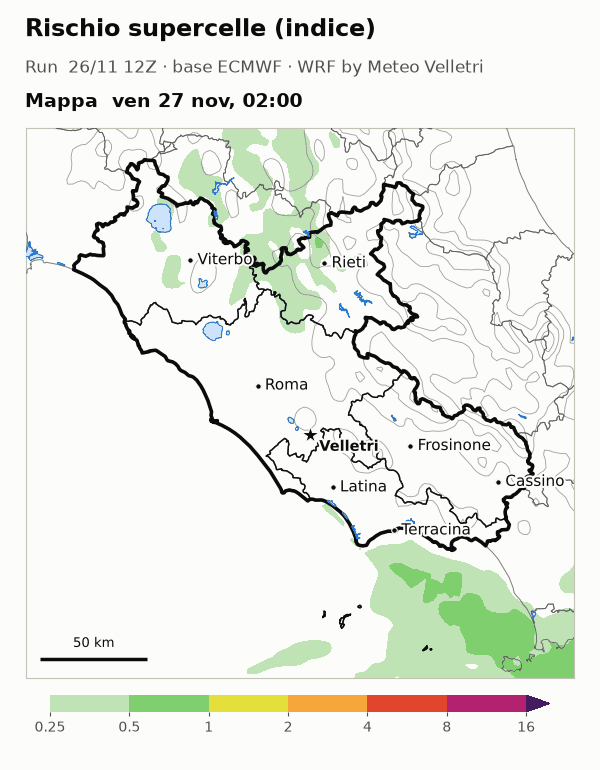 Rischio supercelle (indice)
Run  26/11 12Z · base ECMWF · WRF by Meteo Velletri
Mappa  ven 27 nov, 02:00
Viterbo
Rieti
Roma
Velletri
Frosinone
Latina
Cassino
Terracina
50 km
0.25 0.5 1 2 4 8 16